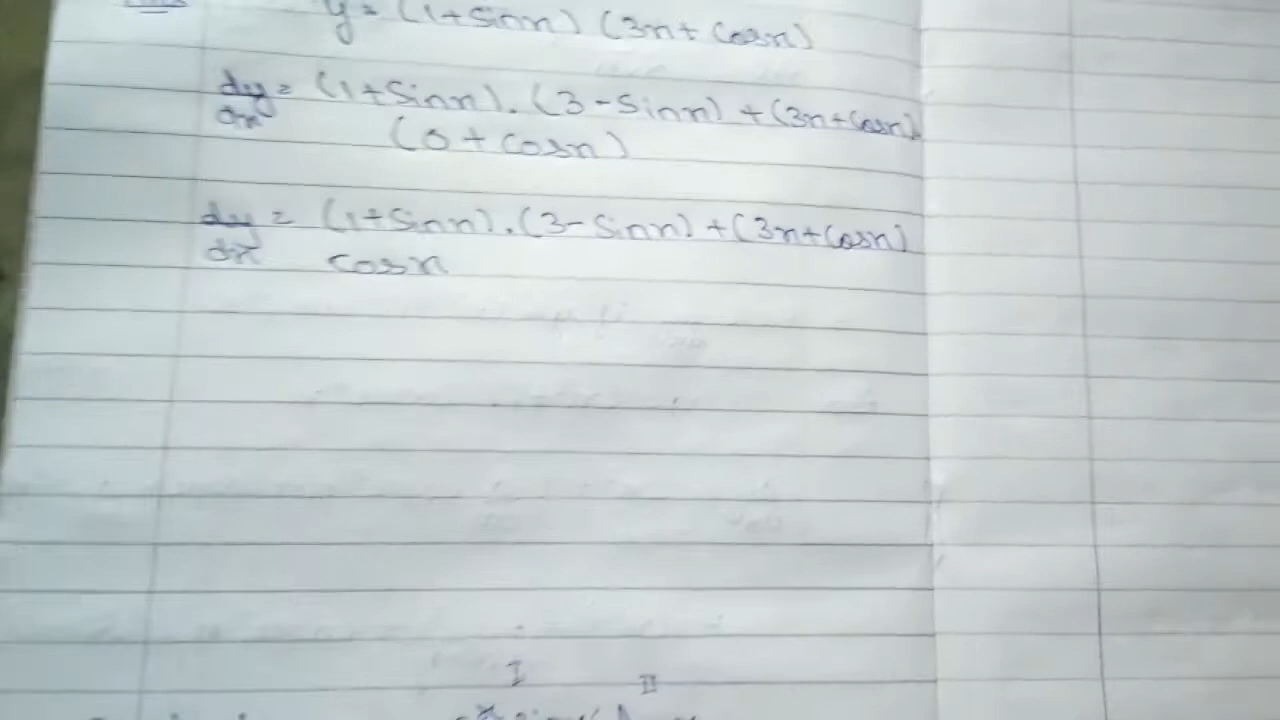 y = (1+sinx) (3x+cosx)
dy/dx = (1+sinx).(3-sinx)+(3x+cosx)
(0+cosx)
dy/dx = (1+sinx).(3-sinx)+(3x+cosx)
cosx
I II